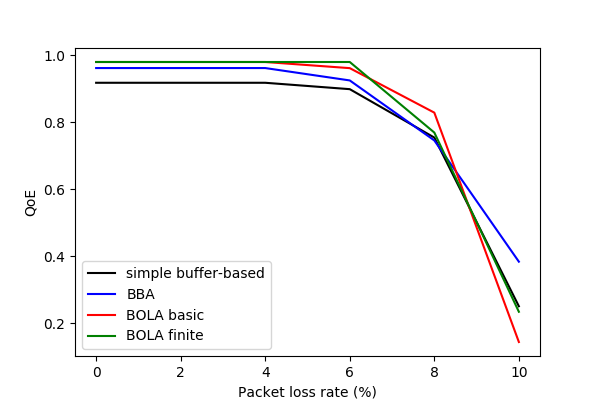 1.0
0.8
0.6
0.4
0.2
QoE
simple buffer-based
BBA
BOLA basic
BOLA finite
0 2 4 6 8 10
Packet loss rate (%)